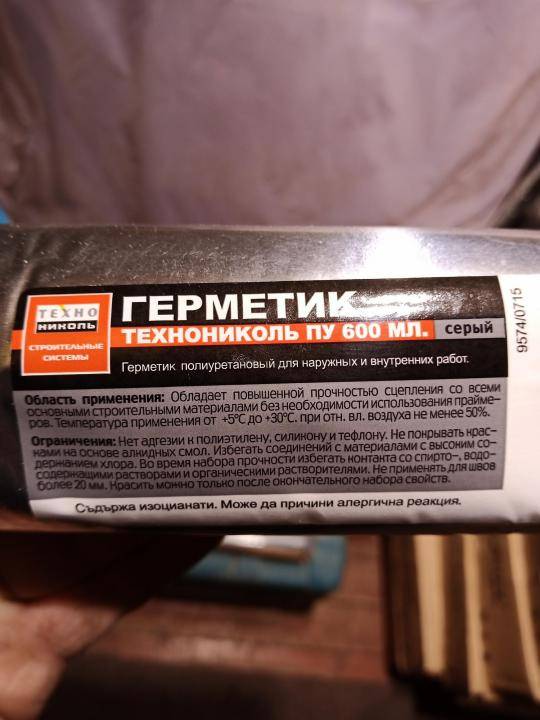 ТЕХНО
НИКОЛЬ
СТРОИТЕЛЬНЫЕ
СИСТЕМЫ
ГЕРМЕТИК
ТЕХНОНИКОЛЬ ПУ 600 МЛ.
серый
Герметик полиуретановый для наружных и внутренних работ.
9574/0715
Область применения: Обладает повышенной прочностью сцепления со всеми
основными строительными материалами без необходимости использования прайме-
ров. Температура применения от +5°С до +30°С. при отн. вл. воздуха не менее 50%.
Ограничения: Нет адгезии к полиэтилену, силикону и тефлону. Не покрывать крас-
ками на основе алкидных смол. Избегать соединений с материалами с высоким со-
держанием хлора. Во время набора прочности избегать контакта со спирто-, водо-
содержащими растворами и органическими растворителями. Не применять для швов
более 20 мм. Красить можно только после окончательного набора свойств.
Съдържа изоцианати. Може да причини алергична реакция.